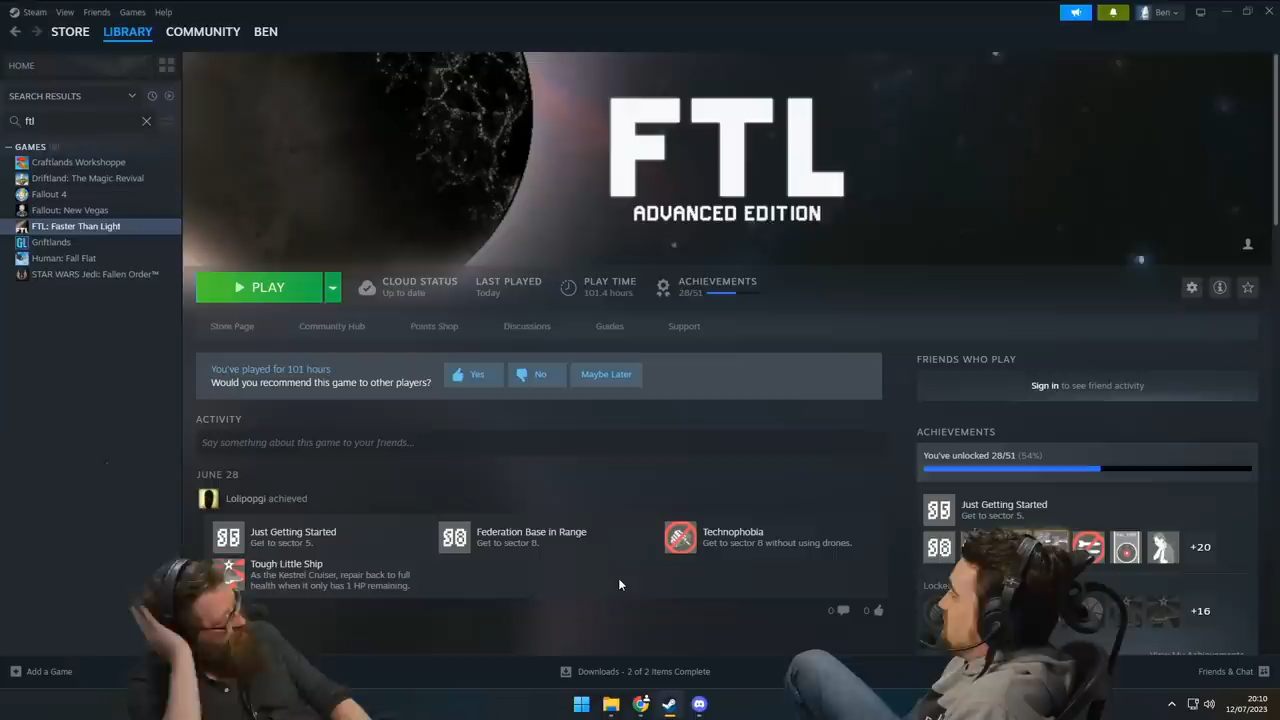 Steam View Friends Games Help
Ben
STORE LIBRARY COMMUNITY BEN
HOME
SEARCH RESULTS
ftl
GAMES (8)
Craftlands Workshoppe
Driftland: The Magic Revival
Fallout 4
Fallout: New Vegas
FTL: Faster Than Light
Griftlands
Human: Fall Flat
STAR WARS Jedi: Fallen Order™
FTL
ADVANCED EDITION
PLAY
CLOUD STATUS
Up to date
LAST PLAYED
Today
PLAY TIME
101.4 hours
ACHIEVEMENTS
28/51
Store Page Community Hub Points Shop Discussions Guides Support
You've played for 101 hours
Would you recommend this game to other players?
Yes No Maybe Later
ACTIVITY
Say something about this game to your friends...
JUNE 28
Lolipopgi achieved
Just Getting Started
Get to sector 5.
Federation Base in Range
Get to sector 8.
Technophobia
Get to sector 8 without using drones.
Tough Little Ship
As the Kestrel Cruiser, repair back to full
health when it only has 1 HP remaining.
0 0
FRIENDS WHO PLAY
Sign in to see friend activity
ACHIEVEMENTS
You've unlocked 28/51 (54%)
Just Getting Started
Get to sector 5.
+20
+16
Add a Game
Downloads - 2 of 2 Items Complete
Friends & Chat
20:10
12/07/2023